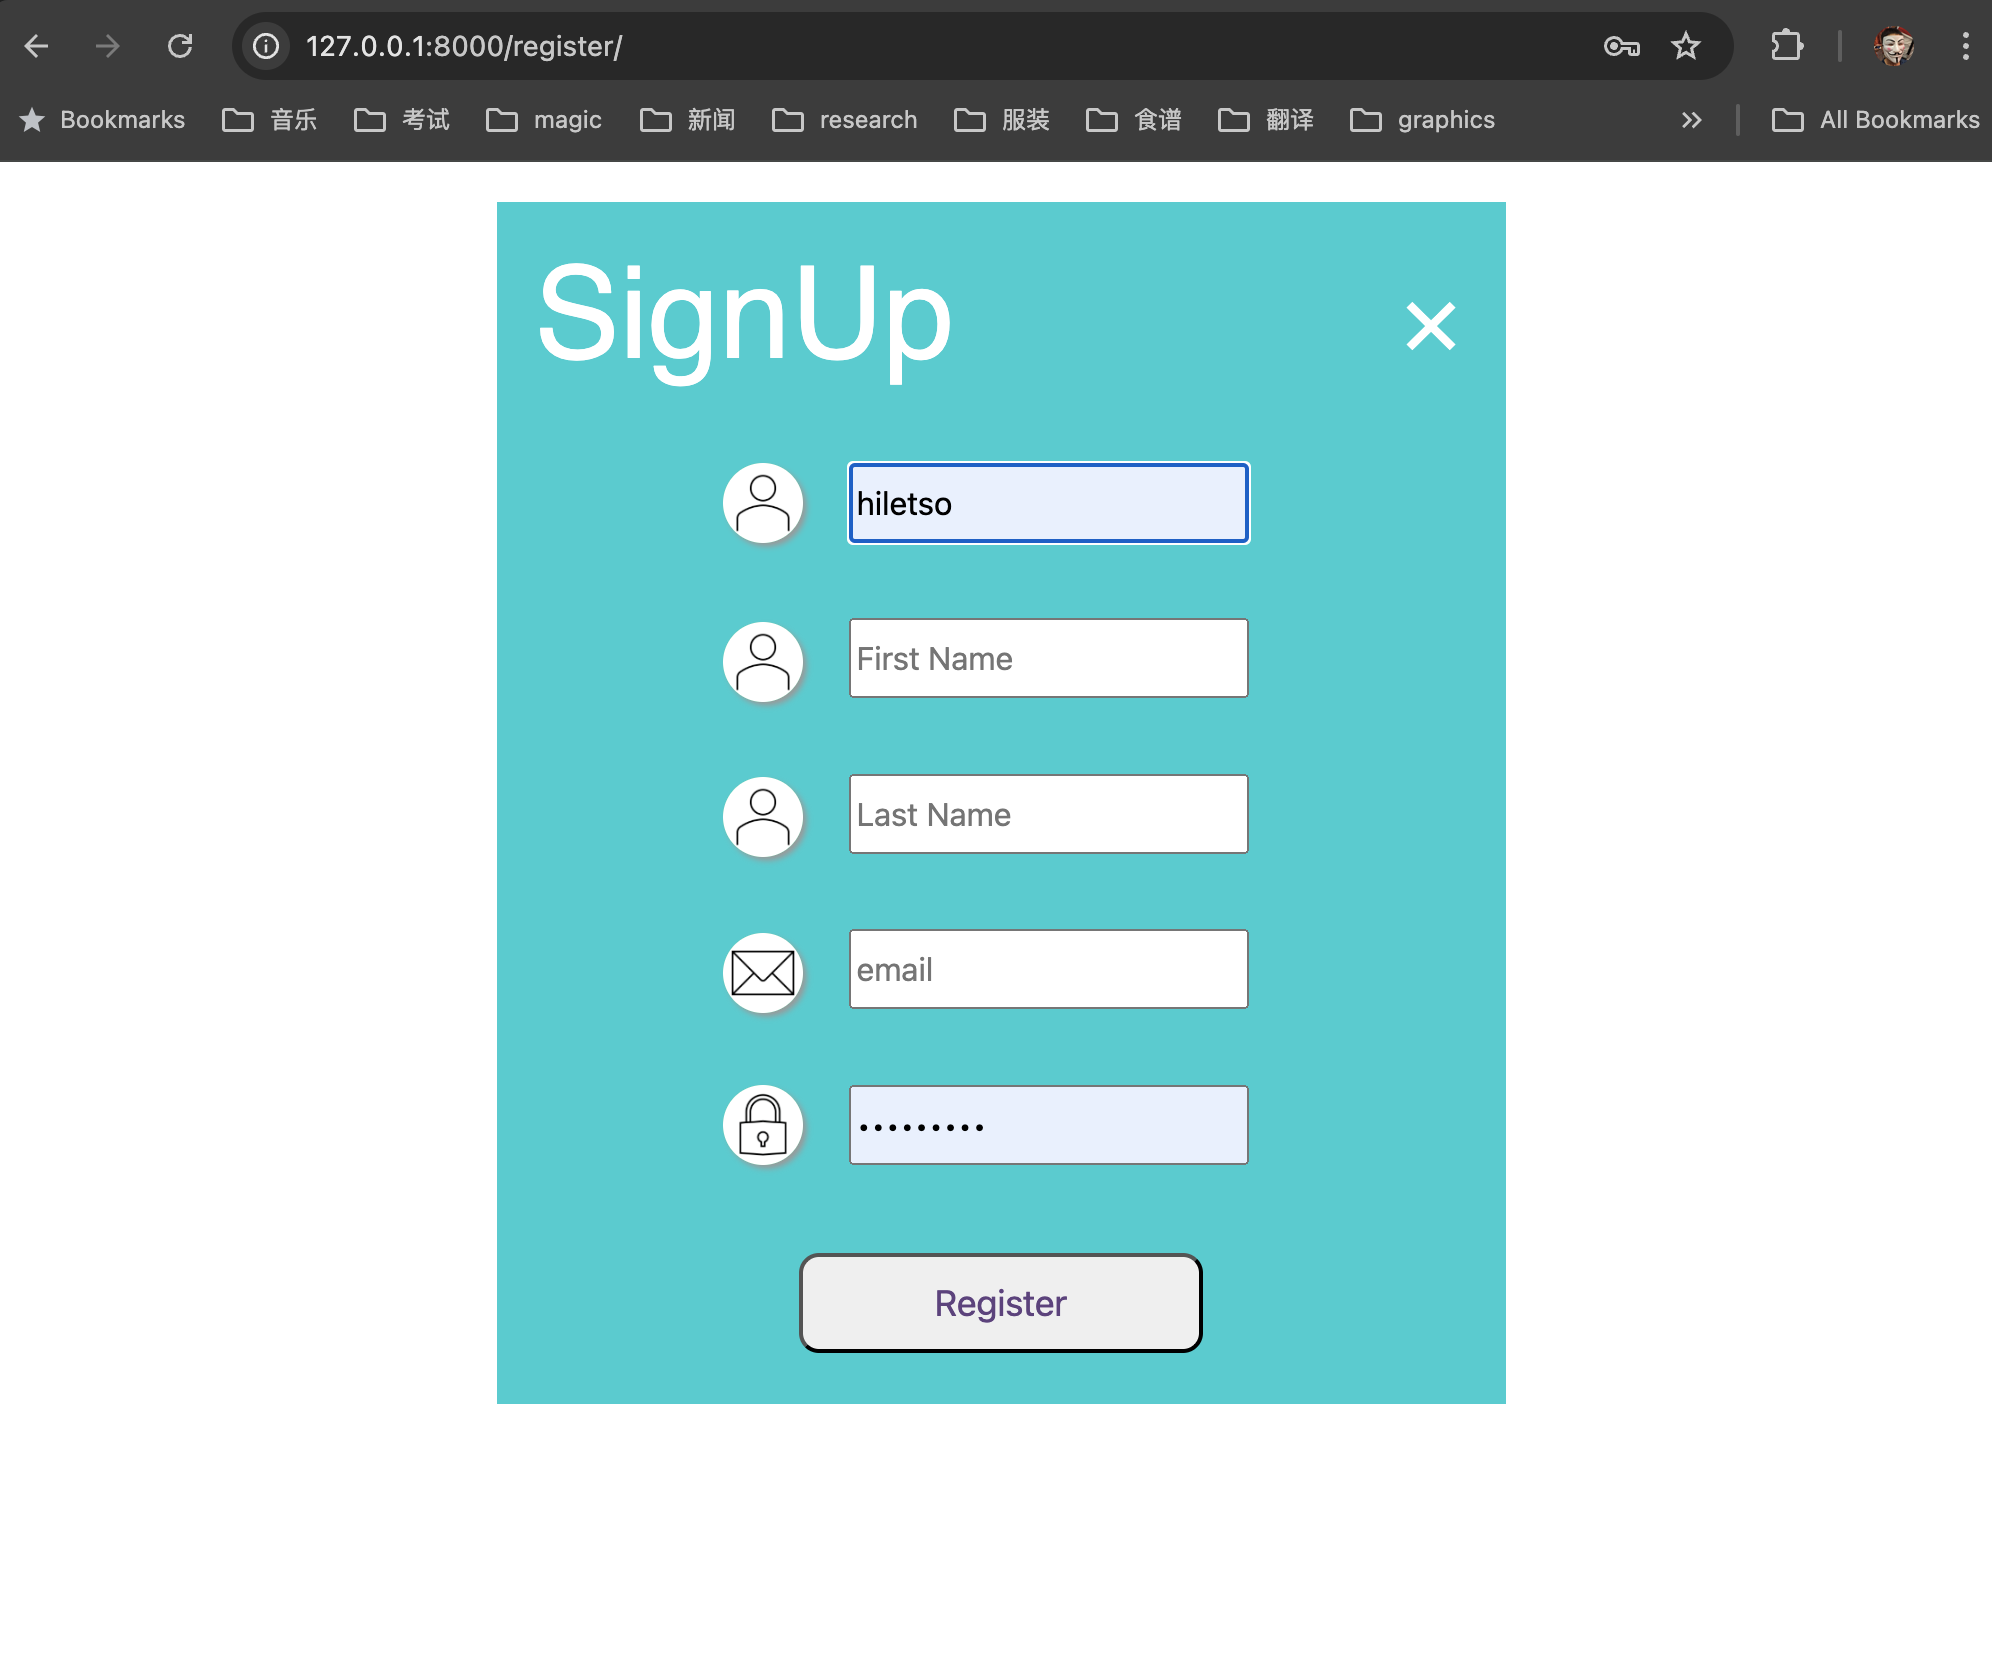 127.0.0.1:8000/register/
Bookmarks 音乐 考试 magic 新闻 research 服装 食谱 翻译 graphics All Bookmarks
SignUp
hiletso
First Name
Last Name
email
•••••••••
Register